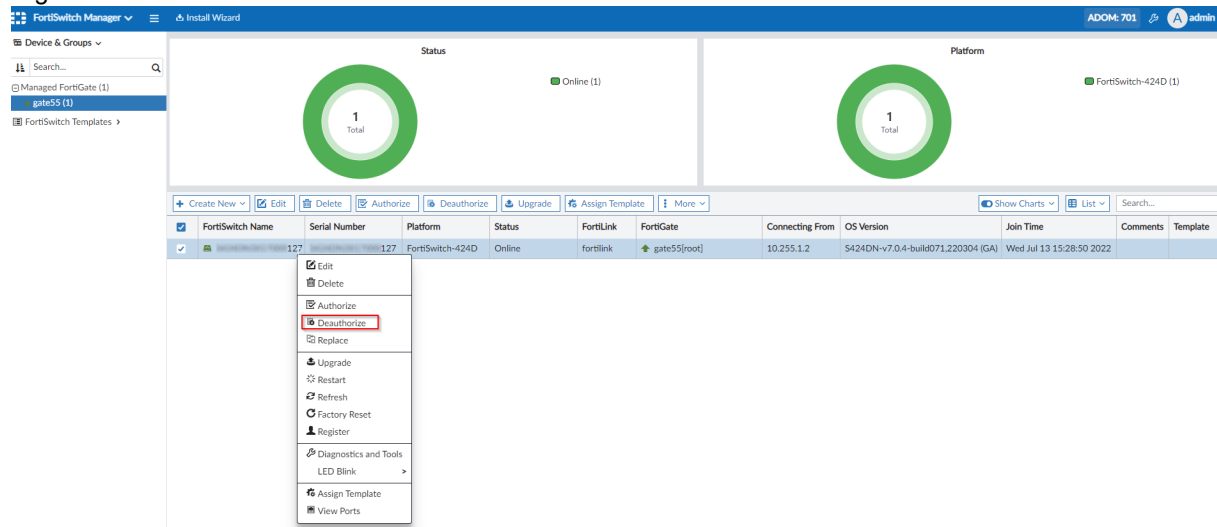 FortiSwitch Manager
Install Wizard
ADOM: 701
A admin
Device & Groups
Search...
Managed FortiGate (1)
gate55 (1)
FortiSwitch Templates
Status
1
Total
Online (1)
Platform
1
Total
FortiSwitch-424D (1)
Create New Edit Delete Authorize Deauthorize Upgrade Assign Template More Show Charts List Search...
FortiSwitch Name Serial Number Platform Status FortiLink FortiGate Connecting From OS Version Join Time Comments Template
127 127 FortiSwitch-424D Online fortilink gate55[root] 10.255.1.2 S424DN-v7.0.4-build071,220304 (GA) Wed Jul 13 15:28:50 2022
Edit
Delete
Authorize
Deauthorize
Replace
Upgrade
Restart
Refresh
Factory Reset
Register
Diagnostics and Tools
LED Blink >
Assign Template
View Ports